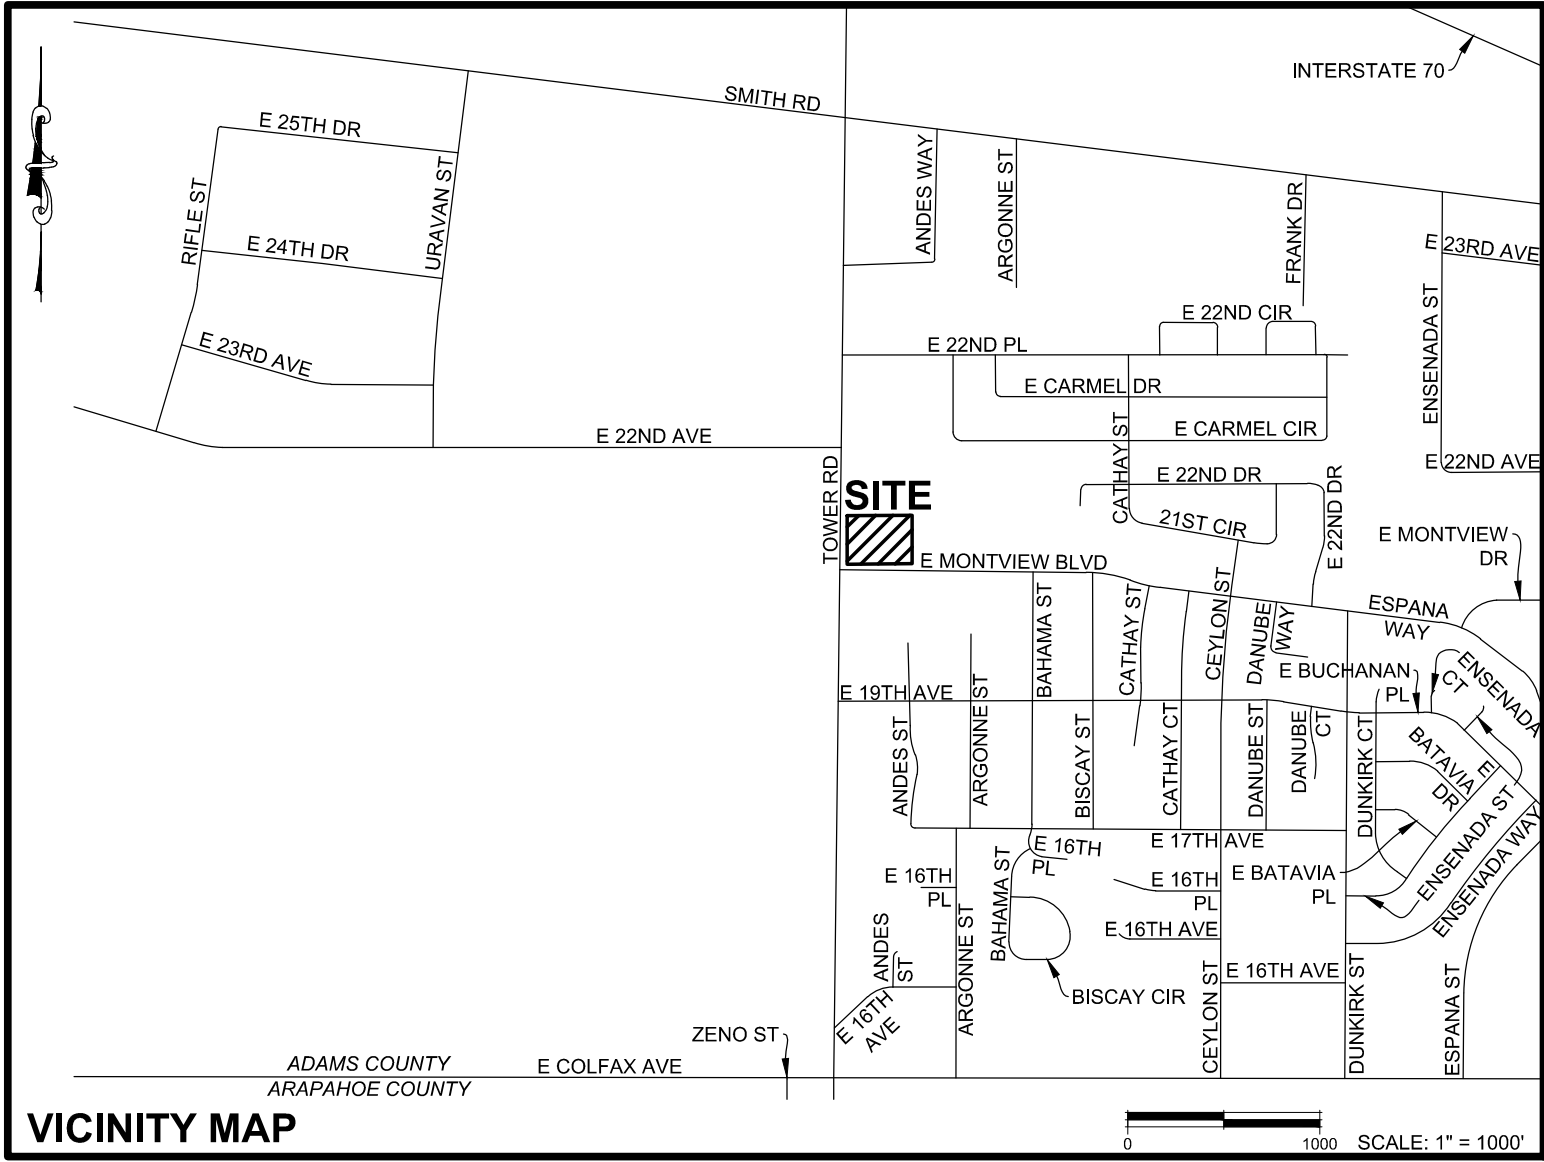 INTERSTATE 70
SMITH RD
E 25TH DR
RIFLE ST
URAVAN ST
E 24TH DR
E 23RD AVE
E 22ND AVE
ANDES WAY
ARGONNE ST
FRANK DR
E 23RD AVE
ENSENADA ST
E 22ND CIR
E 22ND PL
E CARMEL DR
CATHAY ST
E CARMEL CIR
E 22ND AVE
TOWER RD
SITE
E 22ND DR
21ST CIR
E 22ND DR
E MONTVIEW
DR
E MONTVIEW BLVD
BAHAMA ST
CATHAY ST
CEYLON ST
DANUBE
WAY
ESPANA
WAY
E BUCHANAN
PL
ENSENADA
CT
ENSENADA
E 19TH AVE
ANDES ST
ARGONNE ST
BISCAY ST
CATHAY CT
DANUBE ST
DANUBE
CT
DUNKIRK CT
E
BATAVIA
DR
ENSENADA ST
ENSENADA WAY
E 17TH AVE
E 16TH
PL
E 16TH
PL
BAHAMA ST
E 16TH
PL
E BATAVIA
PL
E 16TH AVE
ANDES
ST
ARGONNE ST
E 16TH
AVE
BISCAY CIR
CEYLON ST
E 16TH AVE
DUNKIRK ST
ESPANA ST
ZENO ST
ADAMS COUNTY
ARAPAHOE COUNTY
E COLFAX AVE
VICINITY MAP
0
1000
SCALE: 1" = 1000'